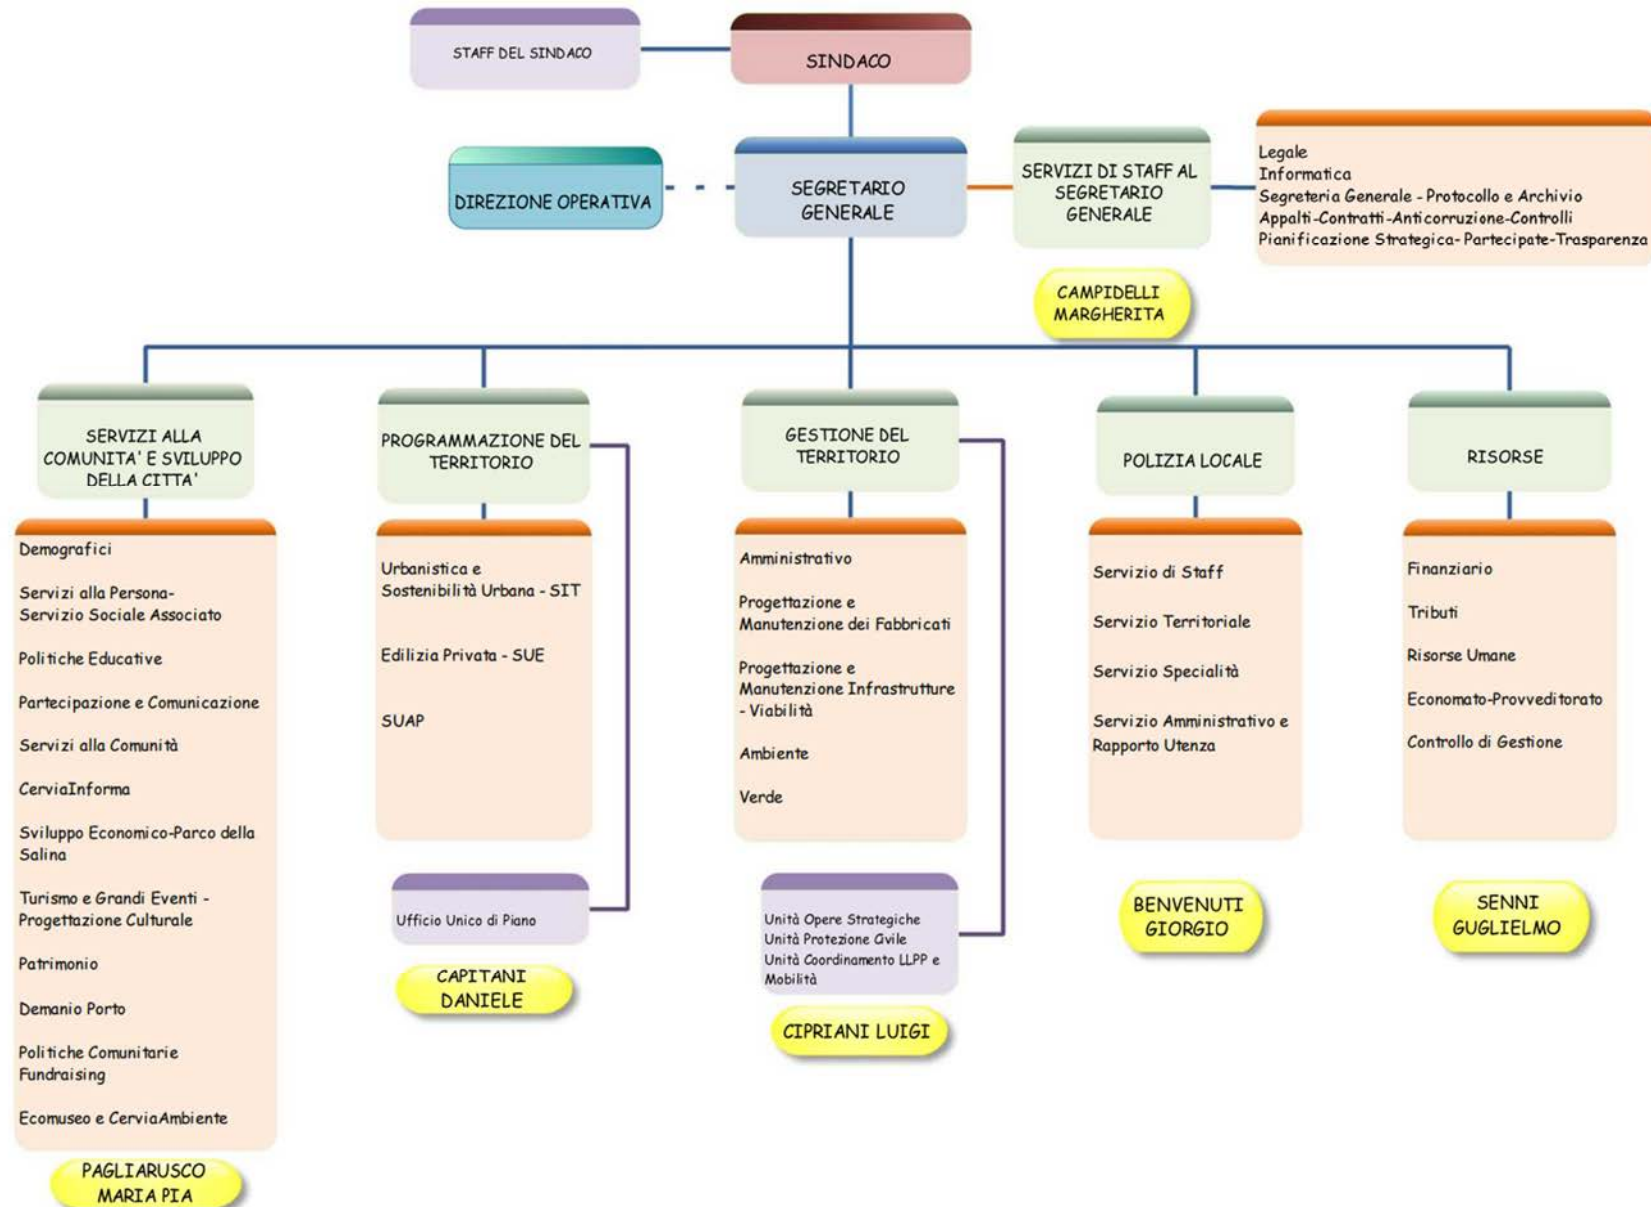 STAFF DEL SINDACO
SINDACO
DIREZIONE OPERATIVA
SEGRETARIO
GENERALE
SERVIZI DI STAFF AL
SEGRETARIO
GENERALE
Legale
Informatica
Segreteria Generale - Protocollo e Archivio
Appalti-Contratti-Anticorruzione-Controlli
Pianificazione Strategica- Partecipate-Trasparenza
CAMPIDELLI
MARGHERITA
SERVIZI ALLA
COMUNITA' E SVILUPPO
DELLA CITTA'
Demografici
Servizi alla Persona-
Servizio Sociale Associato
Politiche Educative
Partecipazione e Comunicazione
Servizi alla Comunità
CerviaInforma
Sviluppo Economico-Parco della
Salina
Turismo e Grandi Eventi -
Progettazione Culturale
Patrimonio
Demanio Porto
Politiche Comunitarie
Fundraising
Ecomuseo e CerviaAmbiente
PAGLIARUSCO
MARIA PIA
PROGRAMMAZIONE DEL
TERRITORIO
Urbanistica e
Sostenibilità Urbana - SIT
Edilizia Privata - SUE
SUAP
Ufficio Unico di Piano
CAPITANI
DANIELE
GESTIONE DEL
TERRITORIO
Amministrativo
Progettazione e
Manutenzione dei Fabbricati
Progettazione e
Manutenzione Infrastrutture
- Viabilità
Ambiente
Verde
Unità Opere Strategiche
Unità Protezione Civile
Unità Coordinamento LLPP e
Mobilità
CIPRIANI LUIGI
POLIZIA LOCALE
Servizio di Staff
Servizio Territoriale
Servizio Specialità
Servizio Amministrativo e
Rapporto Utenza
BENVENUTI
GIORGIO
RISORSE
Finanziario
Tributi
Risorse Umane
Economato-Provveditorato
Controllo di Gestione
SENNI
GUGLIELMO